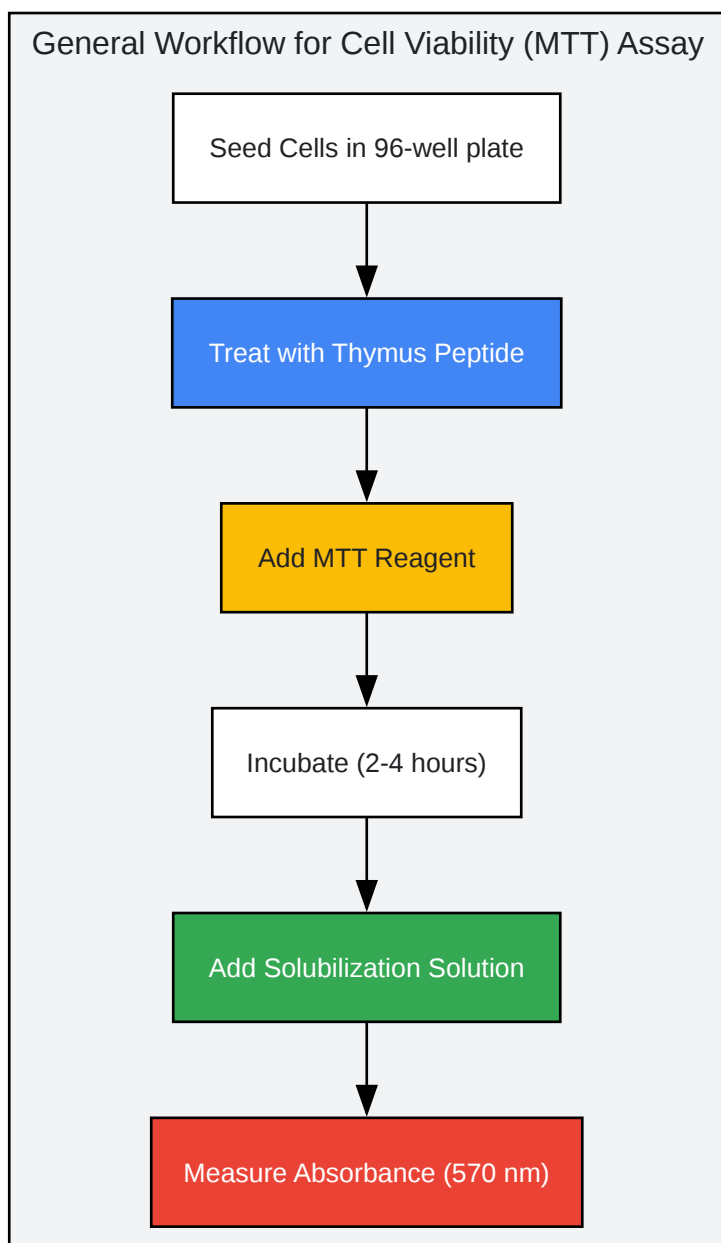 General Workflow for Cell Viability (MTT) Assay
Seed Cells in 96-well plate
Treat with Thymus Peptide
Add MTT Reagent
Incubate (2-4 hours)
Add Solubilization Solution
Measure Absorbance (570 nm)